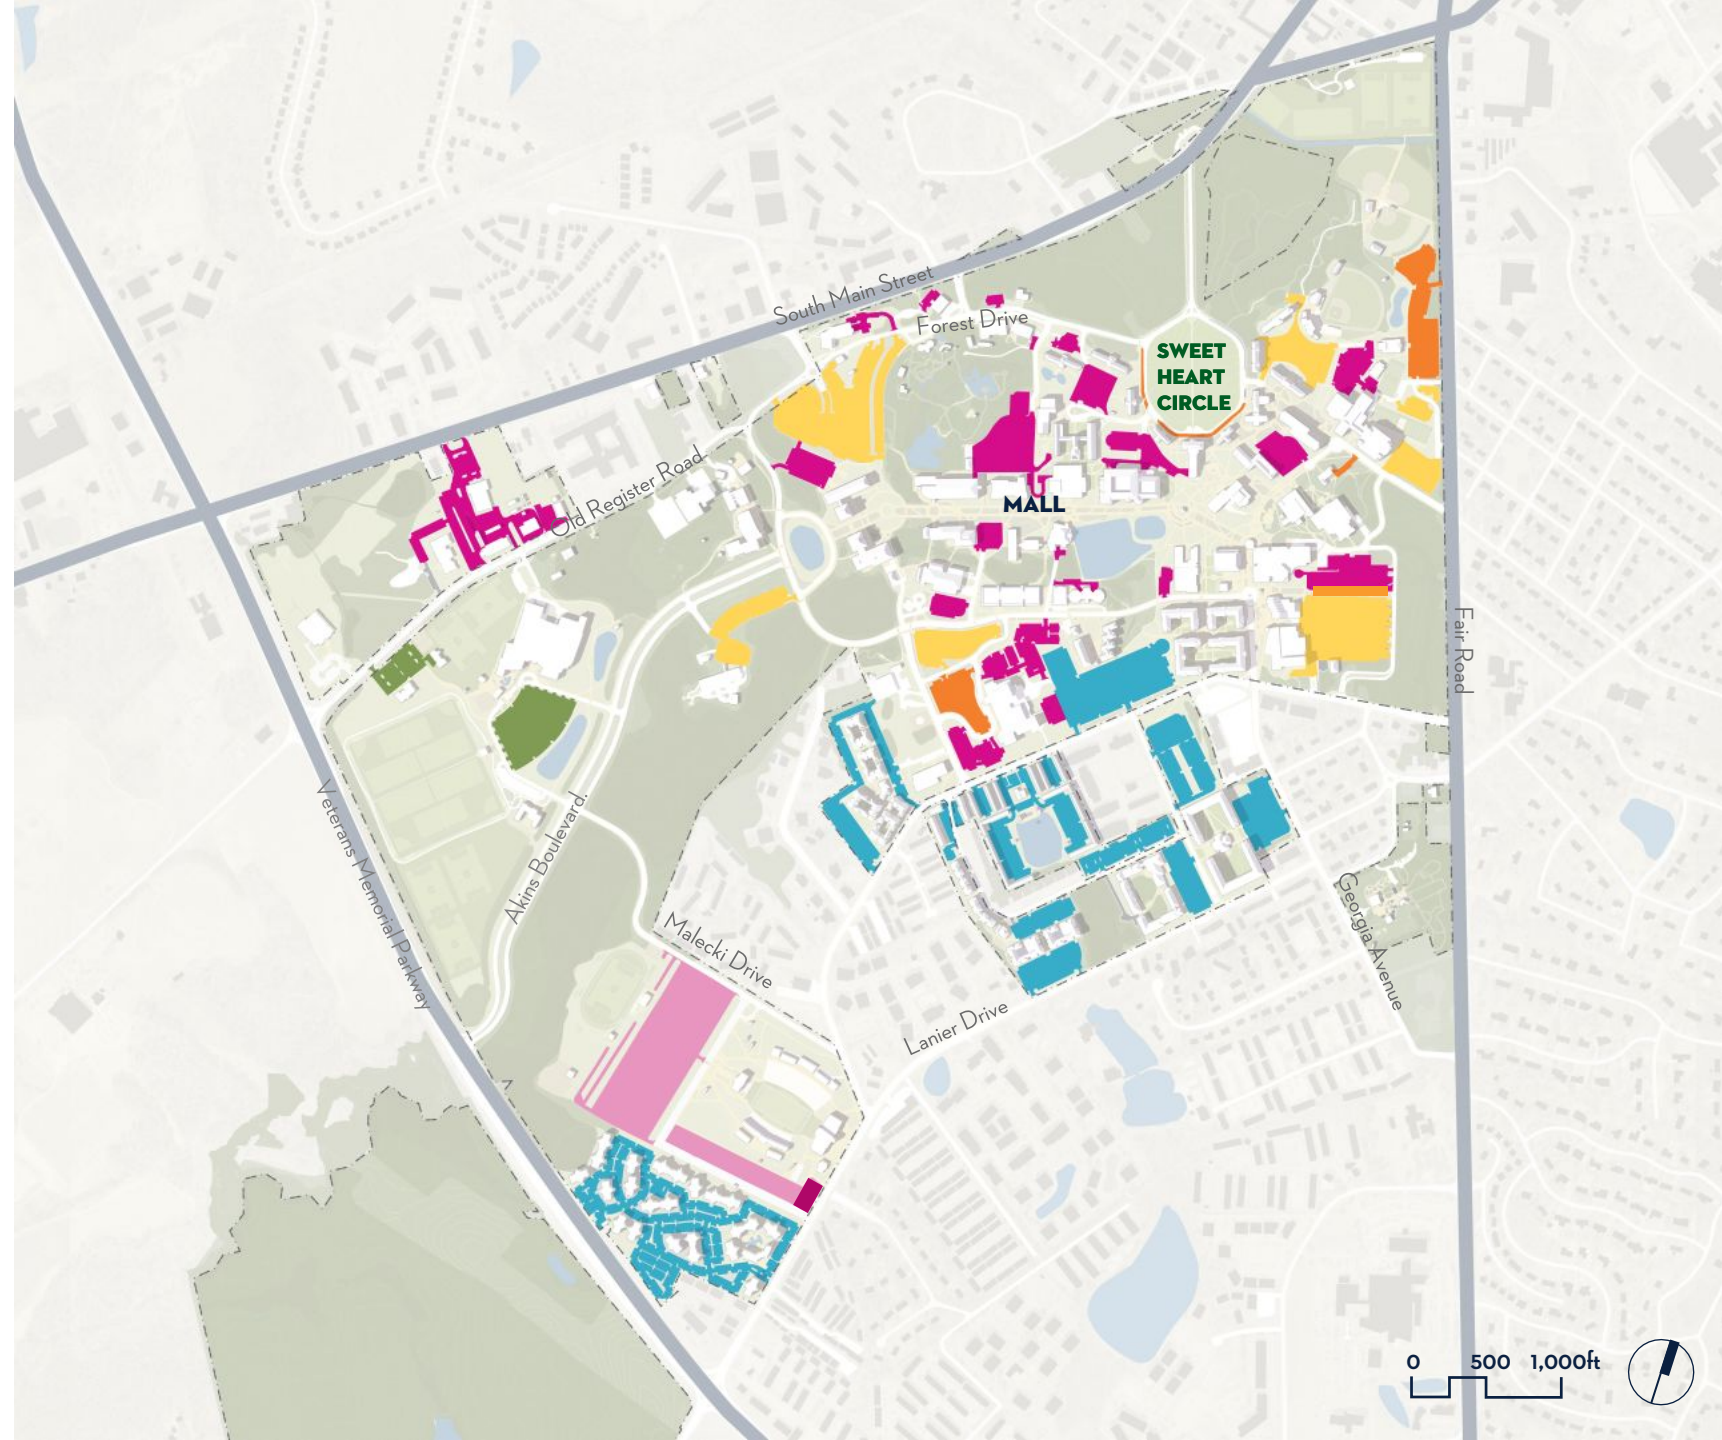 South Main Street
Forest Drive
SWEET
HEART
CIRCLE
Old Register Road
MALL
Fair Road
Veterans Memorial Parkway
Akins Boulevard.
Georgia Avenue
Malecki Drive
Lanier Drive
0 500 1,000ft